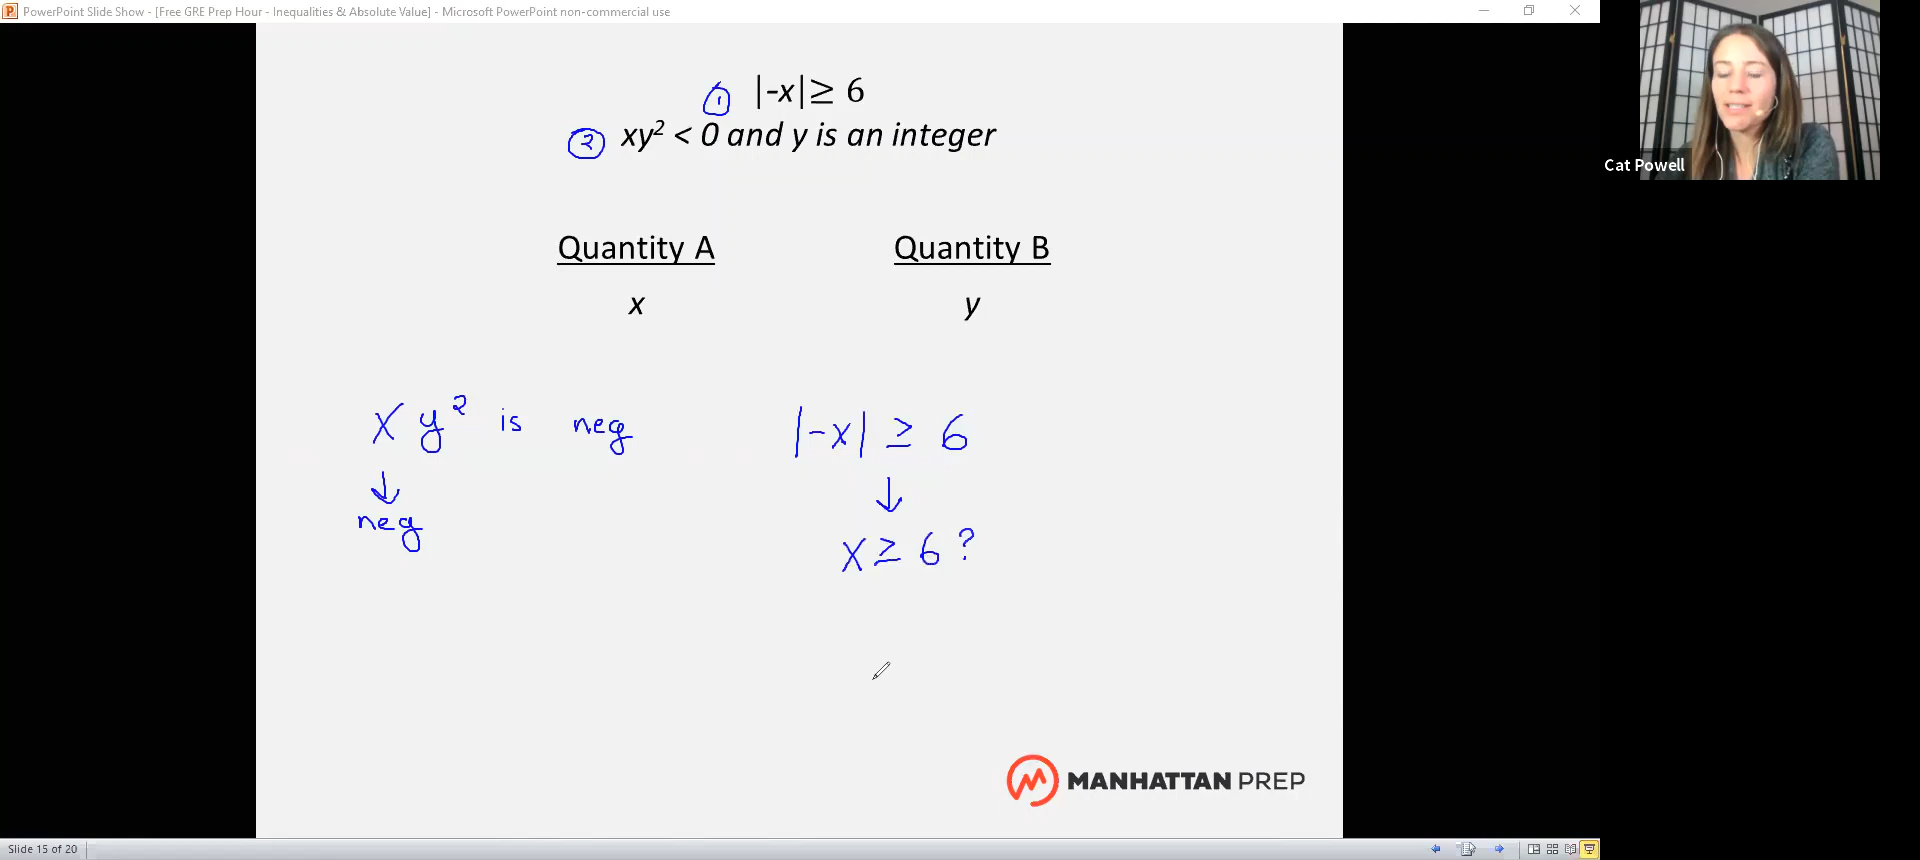 PowerPoint Slide Show - [Free GRE Prep Hour - Inequalities & Absolute Value] - Microsoft PowerPoint non-commercial use
① |-x|≥ 6
② xy² < 0 and y is an integer
Quantity A Quantity B
x y
x y² is neg |-x| ≥ 6
↓ ↓
neg x ≥ 6 ?
MANHATTAN PREP
Slide 15 of 20
Cat Powell